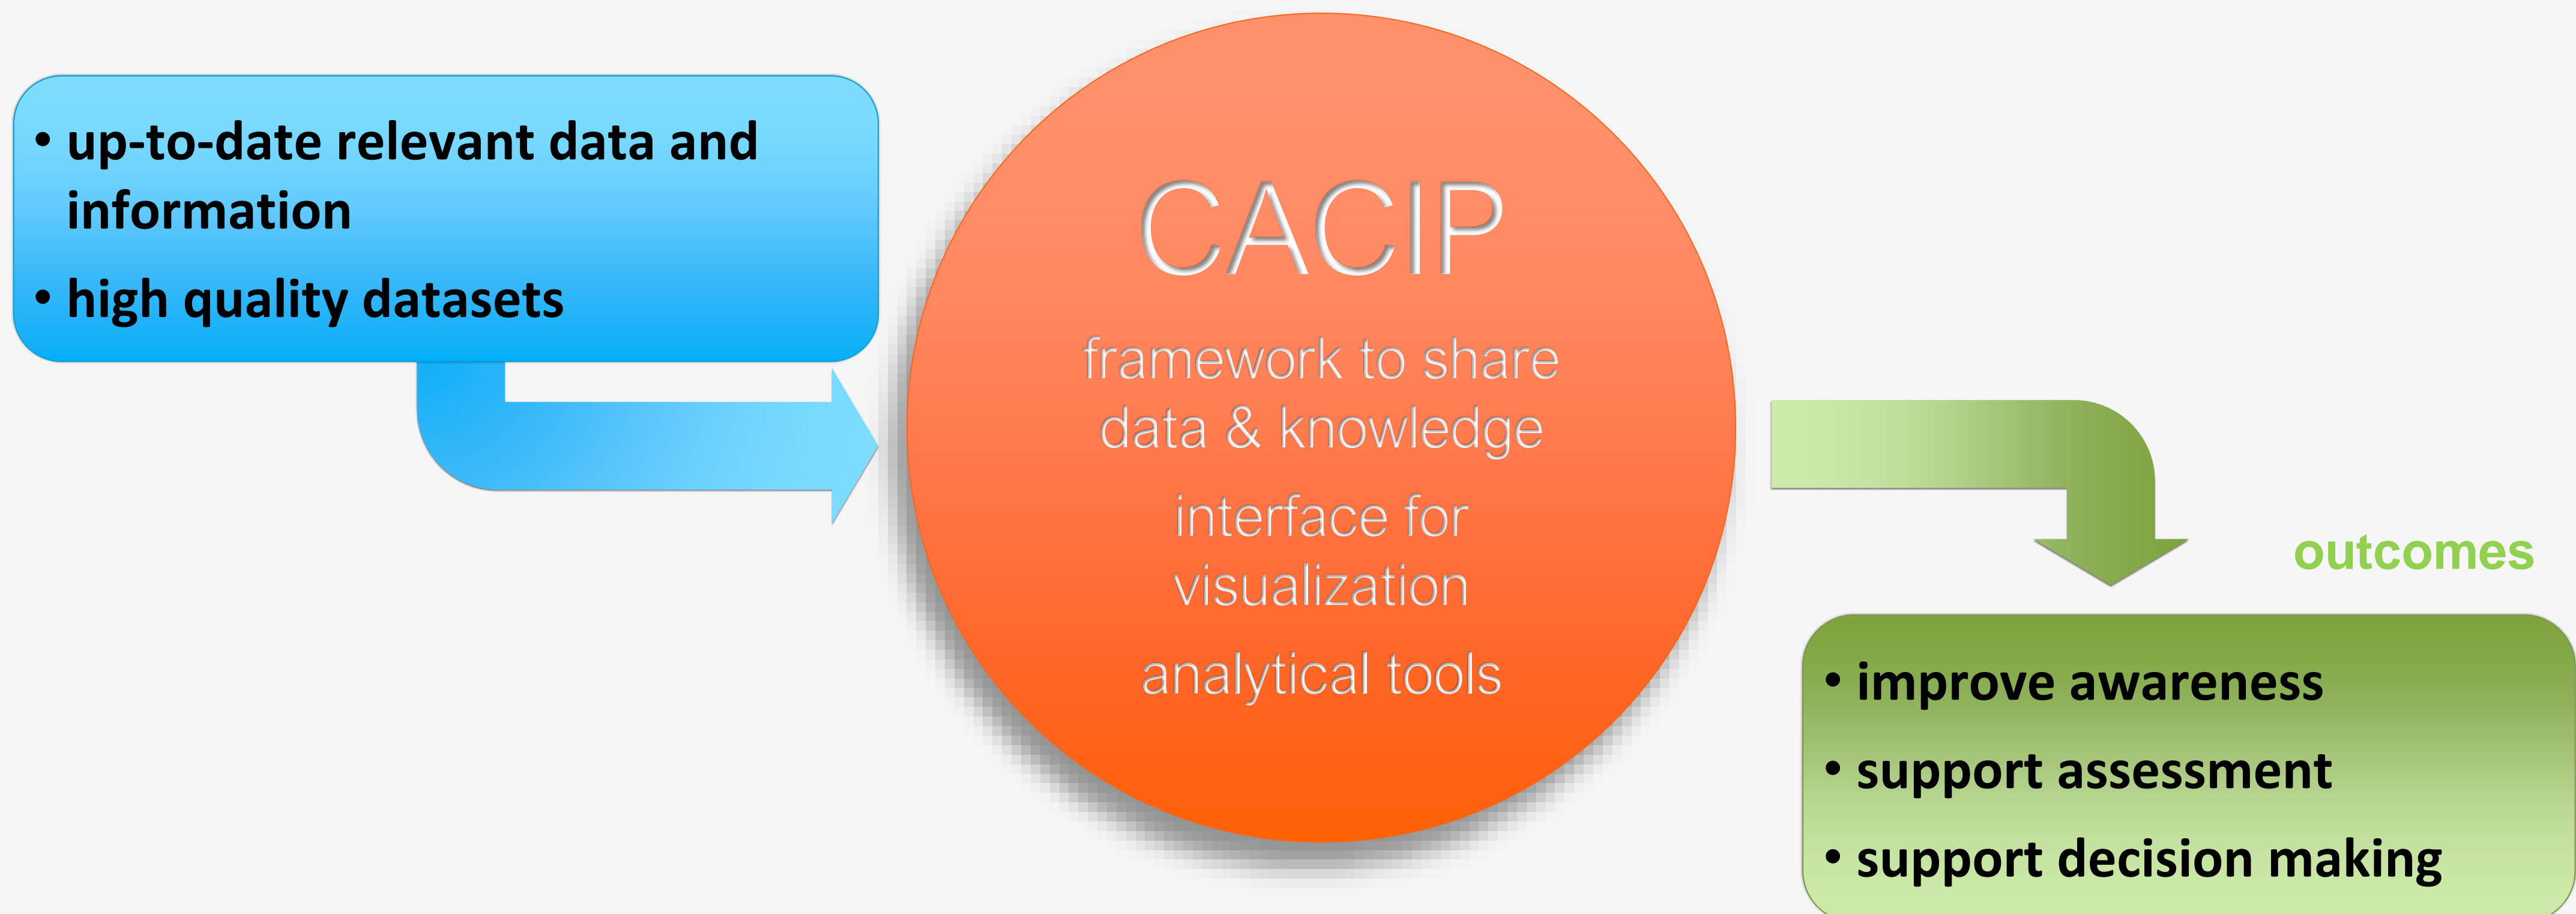 • up-to-date relevant data and
information
• high quality datasets
CACIP
framework to share
data & knowledge
interface for
visualization
analytical tools
outcomes
• improve awareness
• support assessment
• support decision making